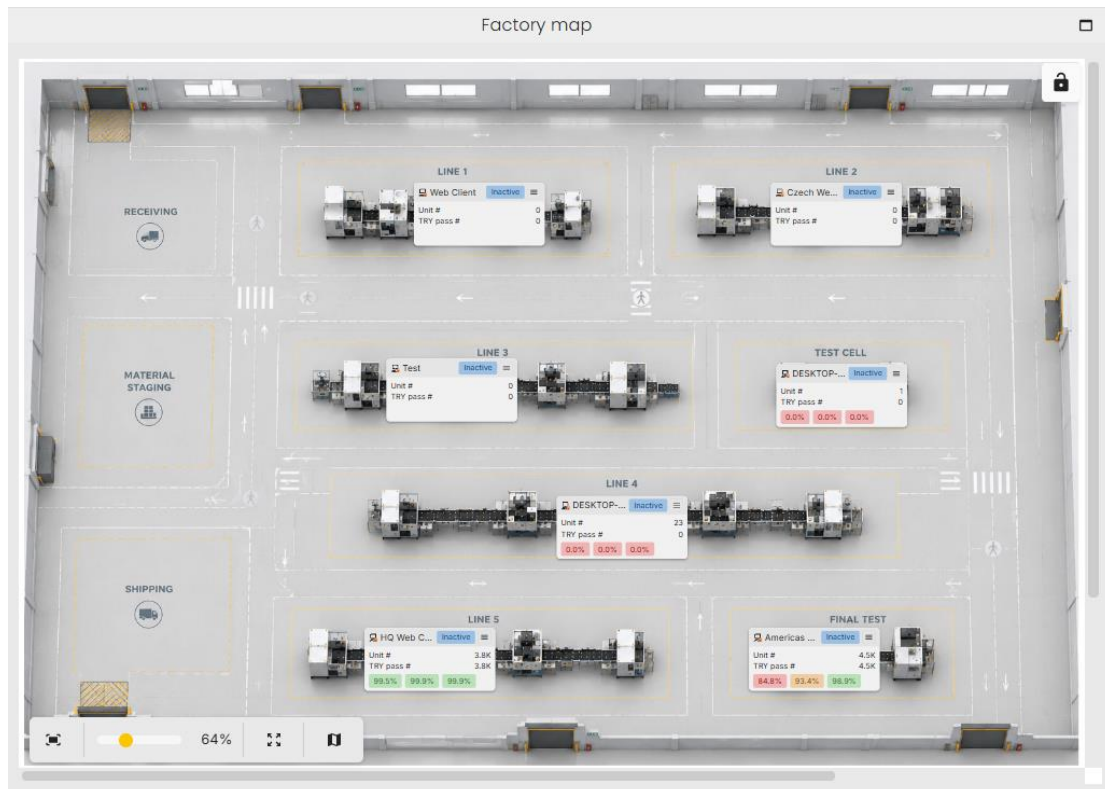 Factory map
LINE 1
Web Client Inactive
Unit # 0
TRY pass # 0
LINE 2
Czech We... Inactive
Unit # 0
TRY pass # 0
RECEIVING
LINE 3
Test Inactive
Unit # 0
TRY pass # 0
TEST CELL
DESKTOP-... Inactive
Unit # 1
TRY pass # 0
0.0% 0.0% 0.0%
MATERIAL
STAGING
LINE 4
DESKTOP-... Inactive
Unit # 23
TRY pass # 0
0.0% 0.0% 0.0%
SHIPPING
LINE 5
HQ Web C... Inactive
Unit # 3.8K
TRY pass # 3.8K
99.5% 99.9% 99.9%
FINAL TEST
Americas ... Inactive
Unit # 4.5K
TRY pass # 4.5K
84.8% 93.4% 98.9%
64%